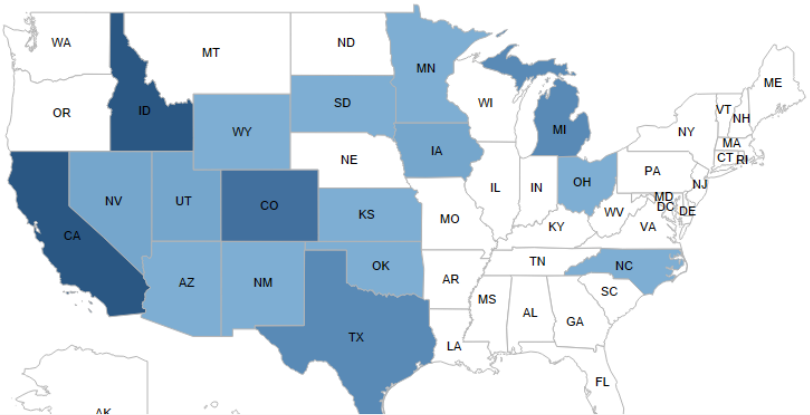 WA
MT
ND
MN
ME
OR
ID
SD
WI
VT
NH
WY
MI
NY
MA
CT
RI
NE
IA
PA
NV
UT
CO
IL
IN
OH
NJ
MD
DC
DE
KS
MO
WV
VA
CA
KY
AZ
NM
OK
AR
TN
NC
SC
MS
AL
GA
TX
LA
FL
AK